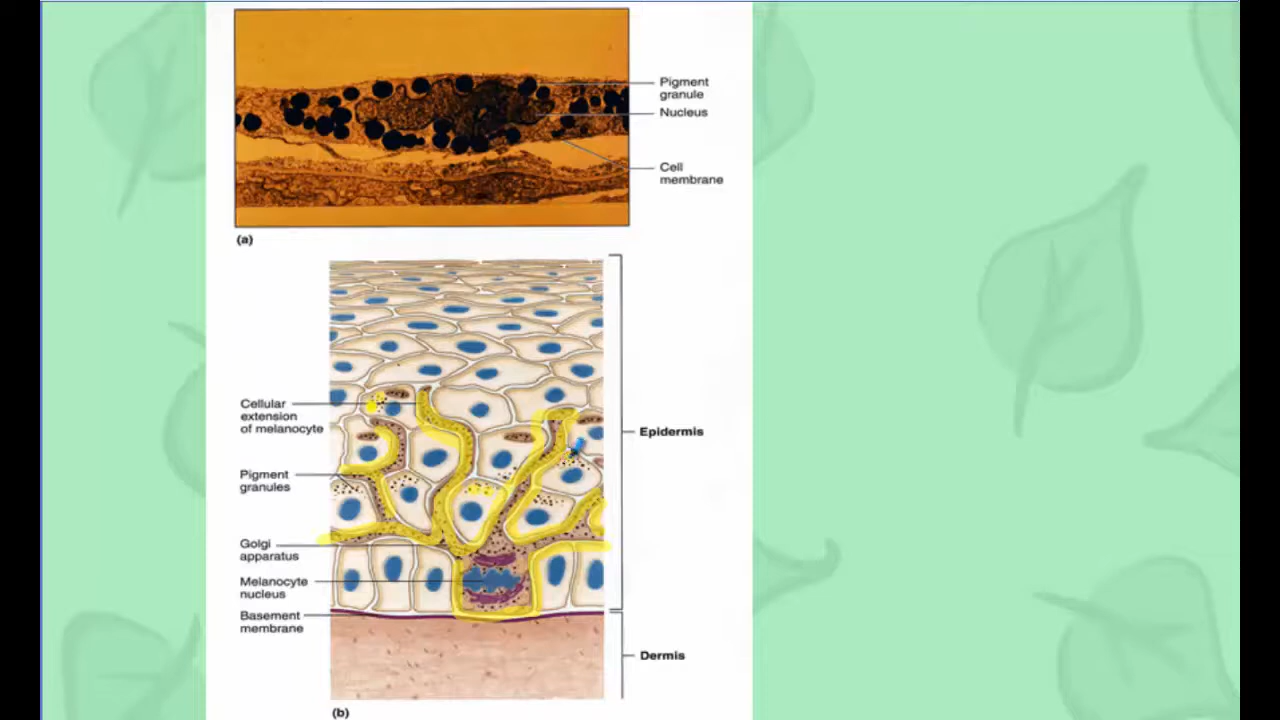 Pigment
granule
Nucleus
Cell
membrane
(a)
Cellular
extension
of melanocyte
Pigment
granules
Golgi
apparatus
Melanocyte
nucleus
Basement
membrane
Epidermis
Dermis
(b)